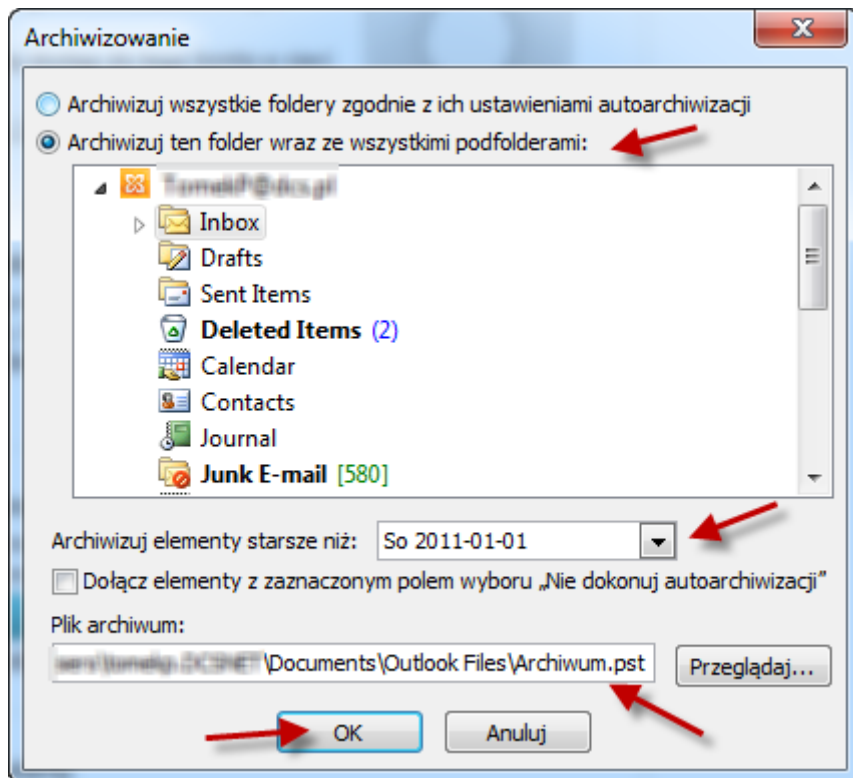 Archiwizowanie
Archiwizuj wszystkie foldery zgodnie z ich ustawieniami autoarchiwizacji
Archiwizuj ten folder wraz ze wszystkimi podfolderami:
Inbox
Drafts
Sent Items
Deleted Items (2)
Calendar
Contacts
Journal
Junk E-mail [580]
Archiwizuj elementy starsze niż: So 2011-01-01
Dołącz elementy z zaznaczonym polem wyboru „Nie dokonuj autoarchiwizacji”
Plik archiwum:
\Documents\Outlook Files\Archiwum.pst Przeglądaj...
OK Anuluj